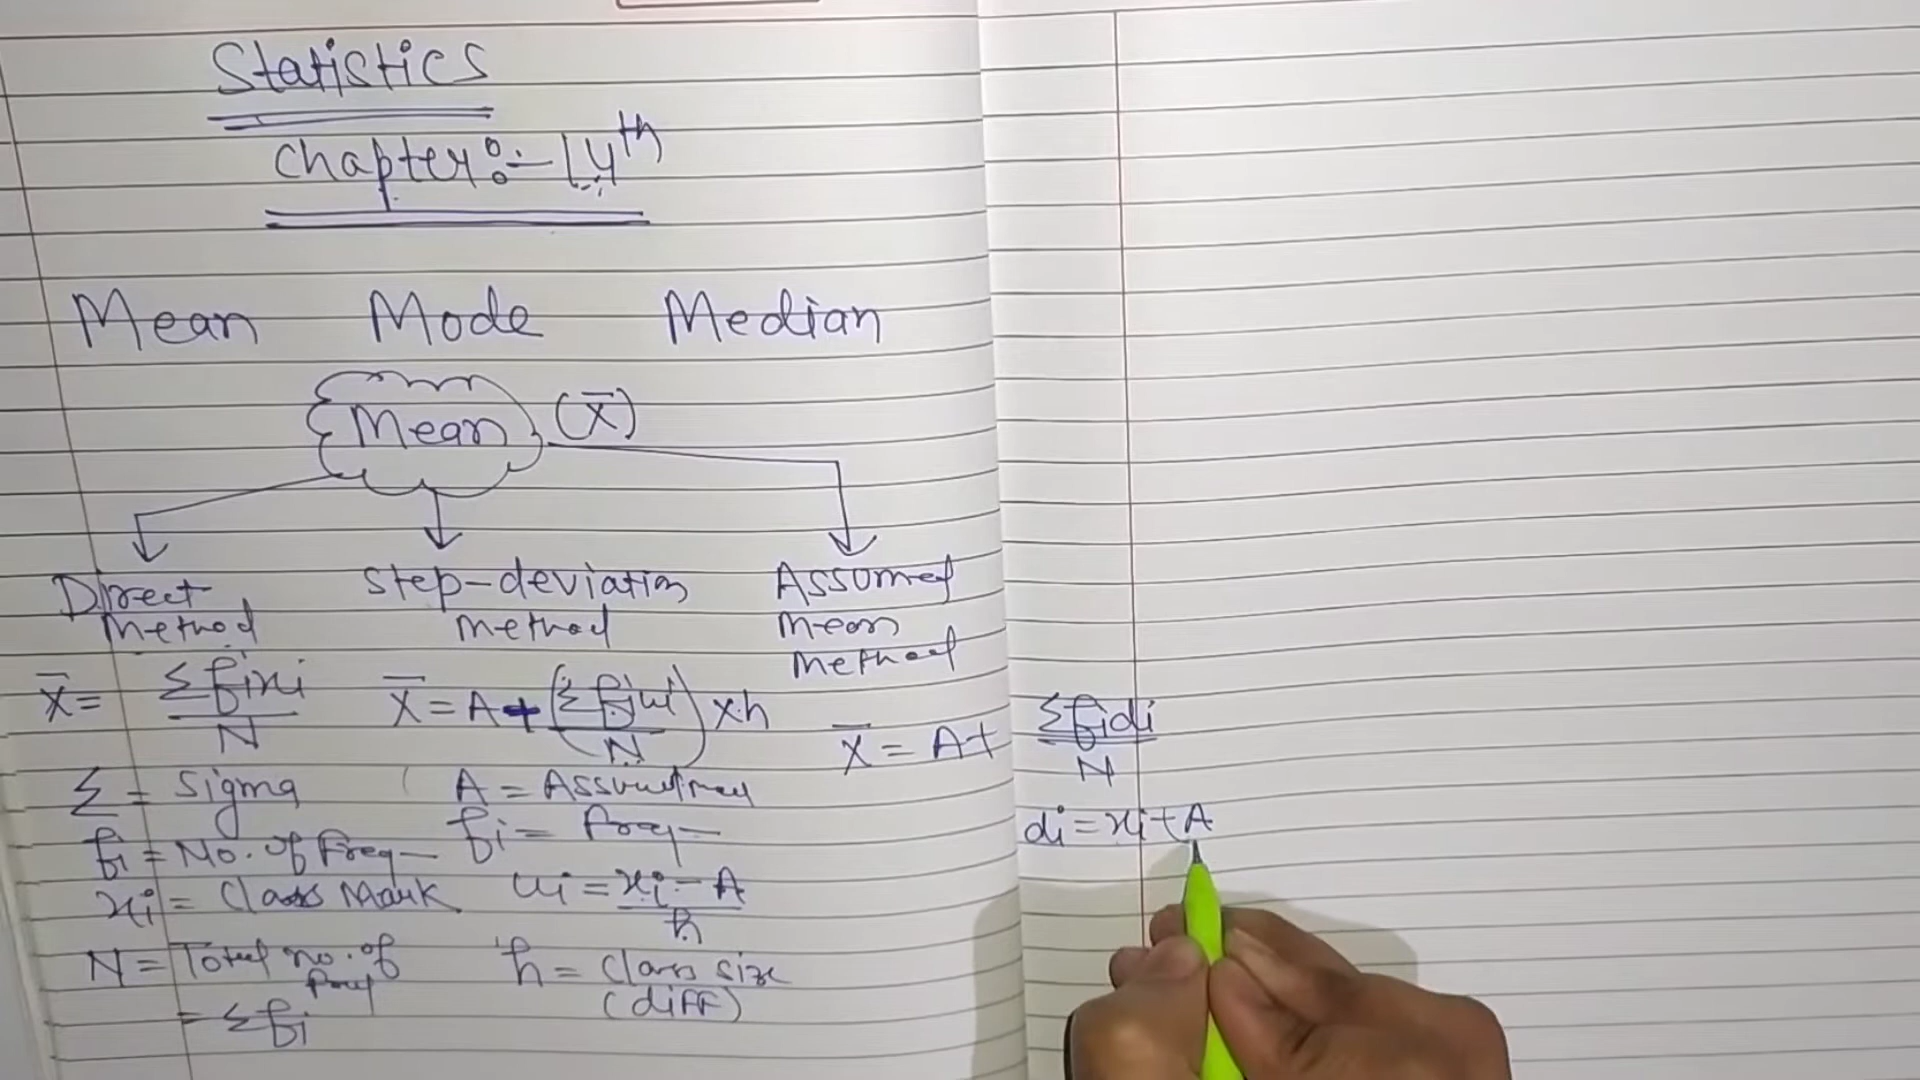 Statistics
Chapter:- 14th
Mean Mode Median
Mean (x̄)
Direct Method
Step-deviation Method
Assumed Mean Method
x̄ = Σfixi / N
x̄ = A + (Σfiui / N) × h
x̄ = A + Σfidi / N
Σ = Sigma
fi = No. of Freq-
xi = Class Mark
N = Total no. of
= Σfi
A = Assumed
fi = freq-
ui = xi - A / h
h = class size
(diff)
di = xi + A